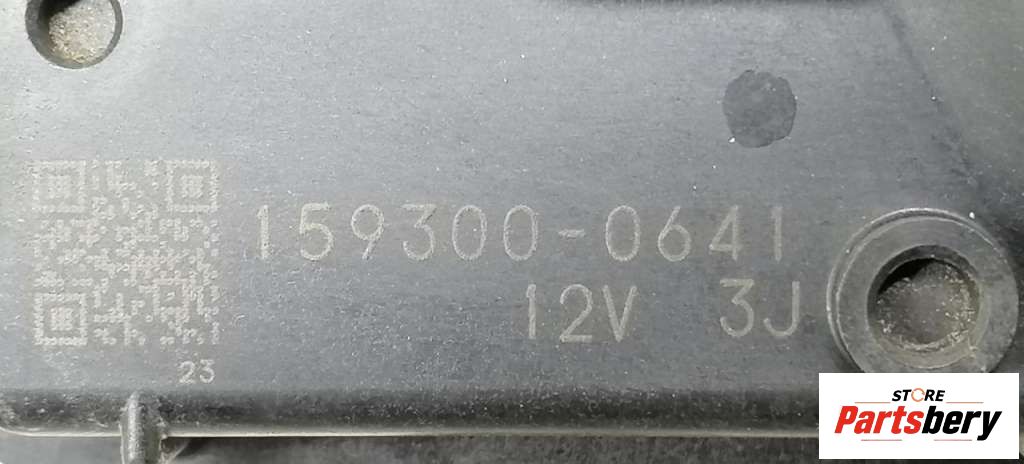 159300-0641
12V 3J
23
STORE
Partsbery